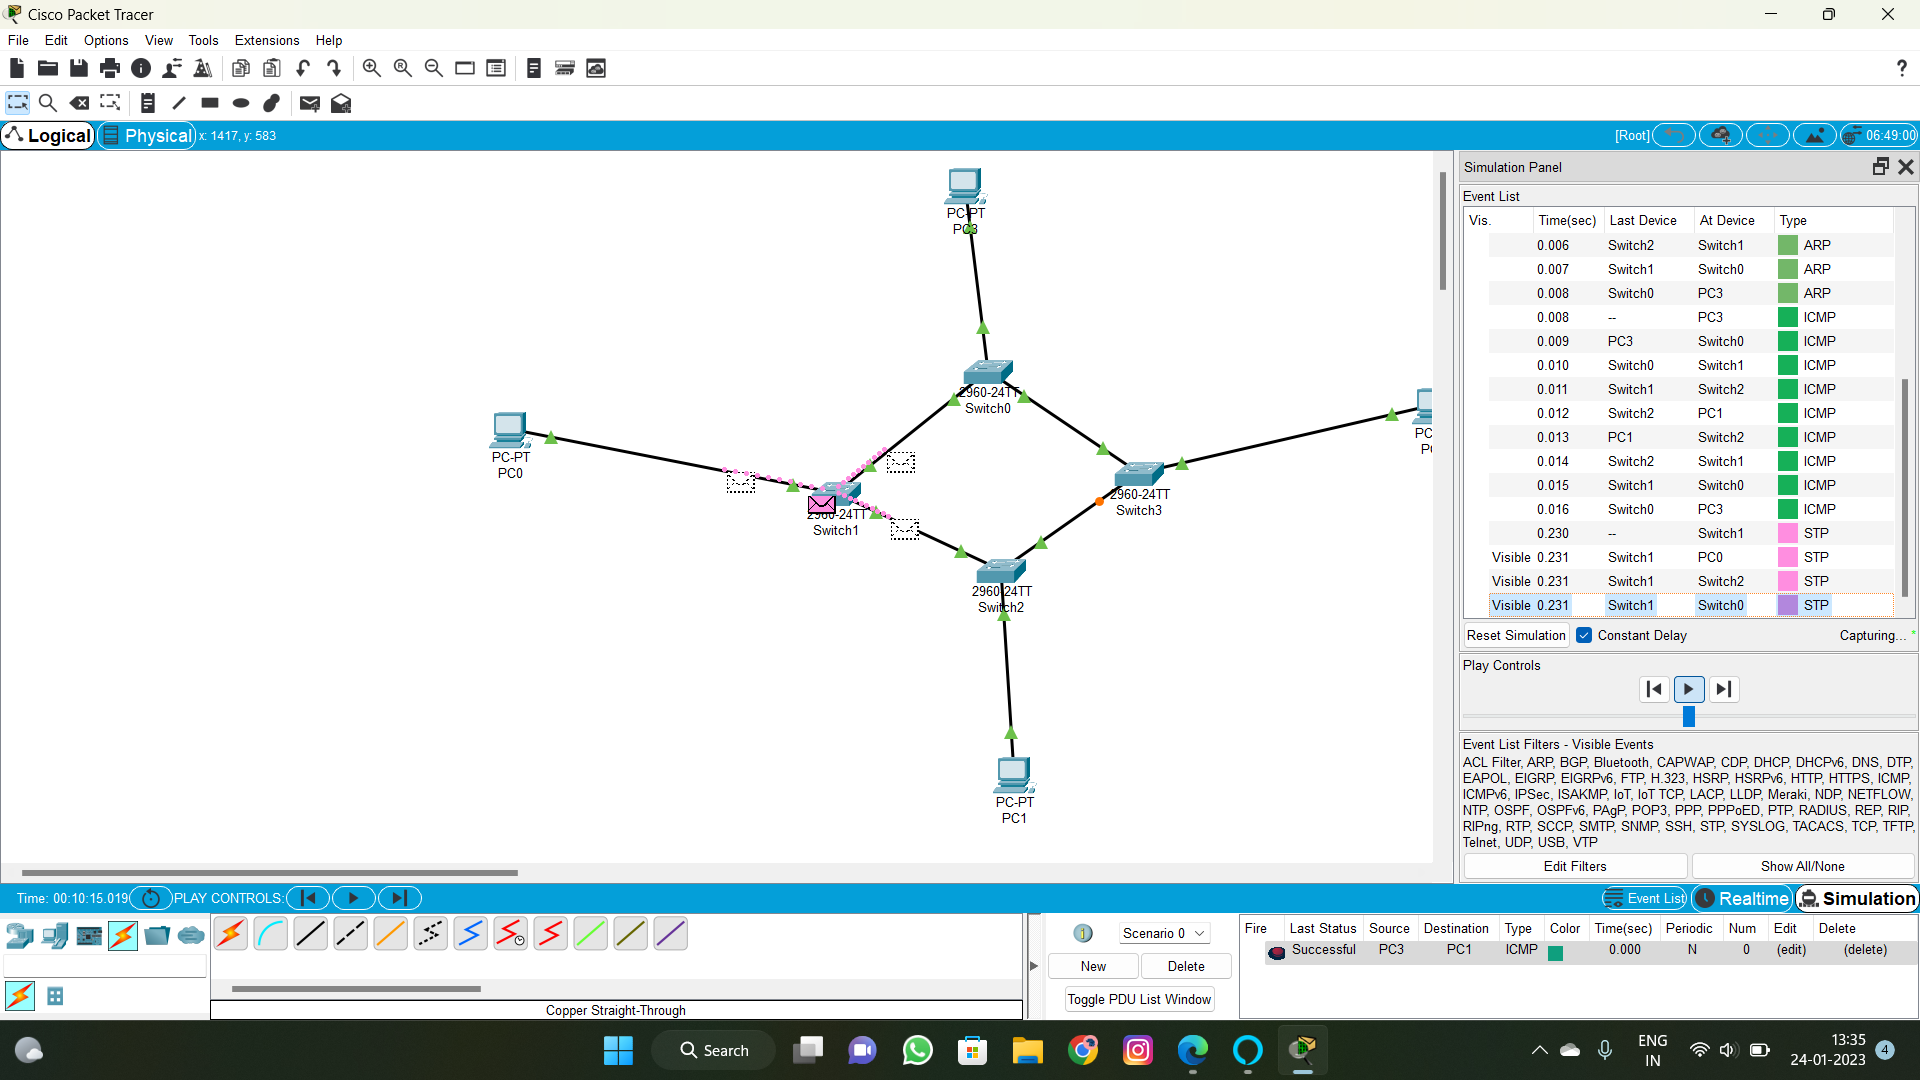 Cisco Packet Tracer
File Edit Options View Tools Extensions Help
?
Logical Physical x: 1417, y: 583
[Root] 06:49:00
PC-PT
PC3
2960-24TT
Switch0
PC-PT
PC0
2960-24TT
Switch1
2960-24TT
Switch3
2960-24TT
Switch2
PC-PT
PC1
Simulation Panel
Event List
Vis. Time(sec) Last Device At Device Type
0.006 Switch2 Switch1 ARP
0.007 Switch1 Switch0 ARP
0.008 Switch0 PC3 ARP
0.008 -- PC3 ICMP
0.009 PC3 Switch0 ICMP
0.010 Switch0 Switch1 ICMP
0.011 Switch1 Switch2 ICMP
0.012 Switch2 PC1 ICMP
0.013 PC1 Switch2 ICMP
0.014 Switch2 Switch1 ICMP
0.015 Switch1 Switch0 ICMP
0.016 Switch0 PC3 ICMP
0.230 -- Switch1 STP
Visible 0.231 Switch1 PC0 STP
Visible 0.231 Switch1 Switch2 STP
Visible 0.231 Switch1 Switch0 STP
Reset Simulation Constant Delay Capturing...
Play Controls
Event List Filters - Visible Events
ACL Filter, ARP, BGP, Bluetooth, CAPWAP, CDP, DHCP, DHCPv6, DNS, DTP,
EAPOL, EIGRP, EIGRPv6, FTP, H.323, HSRP, HSRPv6, HTTP, HTTPS, ICMP,
ICMPv6, IPSec, ISAKMP, IoT, IoT TCP, LACP, LLDP, Meraki, NDP, NETFLOW,
NTP, OSPF, OSPFv6, PAgP, POP3, PPP, PPPoED, PTP, RADIUS, REP, RIP,
RIPng, RTP, SCCP, SMTP, SNMP, SSH, STP, SYSLOG, TACACS, TCP, TFTP,
Telnet, UDP, USB, VTP
Edit Filters Show All/None
Time: 00:10:15.019 PLAY CONTROLS: Event List Realtime Simulation
Copper Straight-Through
Scenario 0
New Delete
Toggle PDU List Window
Fire Last Status Source Destination Type Color Time(sec) Periodic Num Edit Delete
Successful PC3 PC1 ICMP 0.000 N 0 (edit) (delete)
Search
ENG
IN
13:35
24-01-2023
4